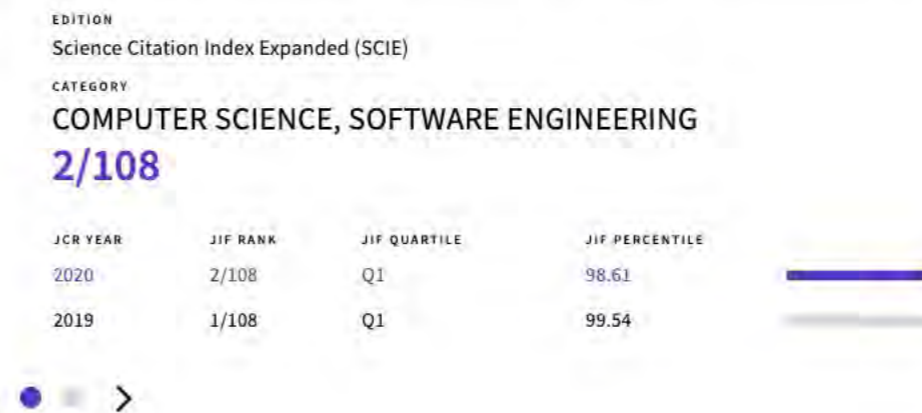 EDITION
Science Citation Index Expanded (SCIE)
CATEGORY
COMPUTER SCIENCE, SOFTWARE ENGINEERING
2/108
JCR YEAR JIF RANK JIF QUARTILE JIF PERCENTILE
2020 2/108 Q1 98.61
2019 1/108 Q1 99.54